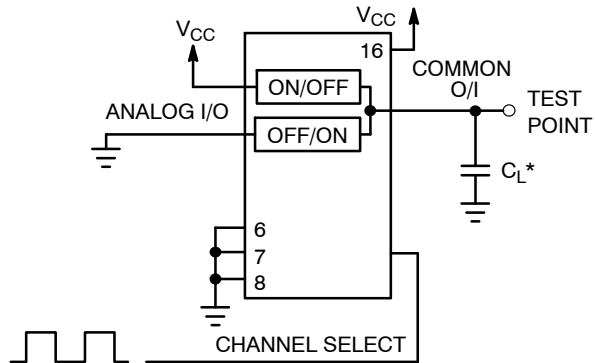 VCC
VCC
16
ON/OFF
COMMON
O/I
TEST
POINT
ANALOG I/O
OFF/ON
CL*
6
7
8
CHANNEL SELECT